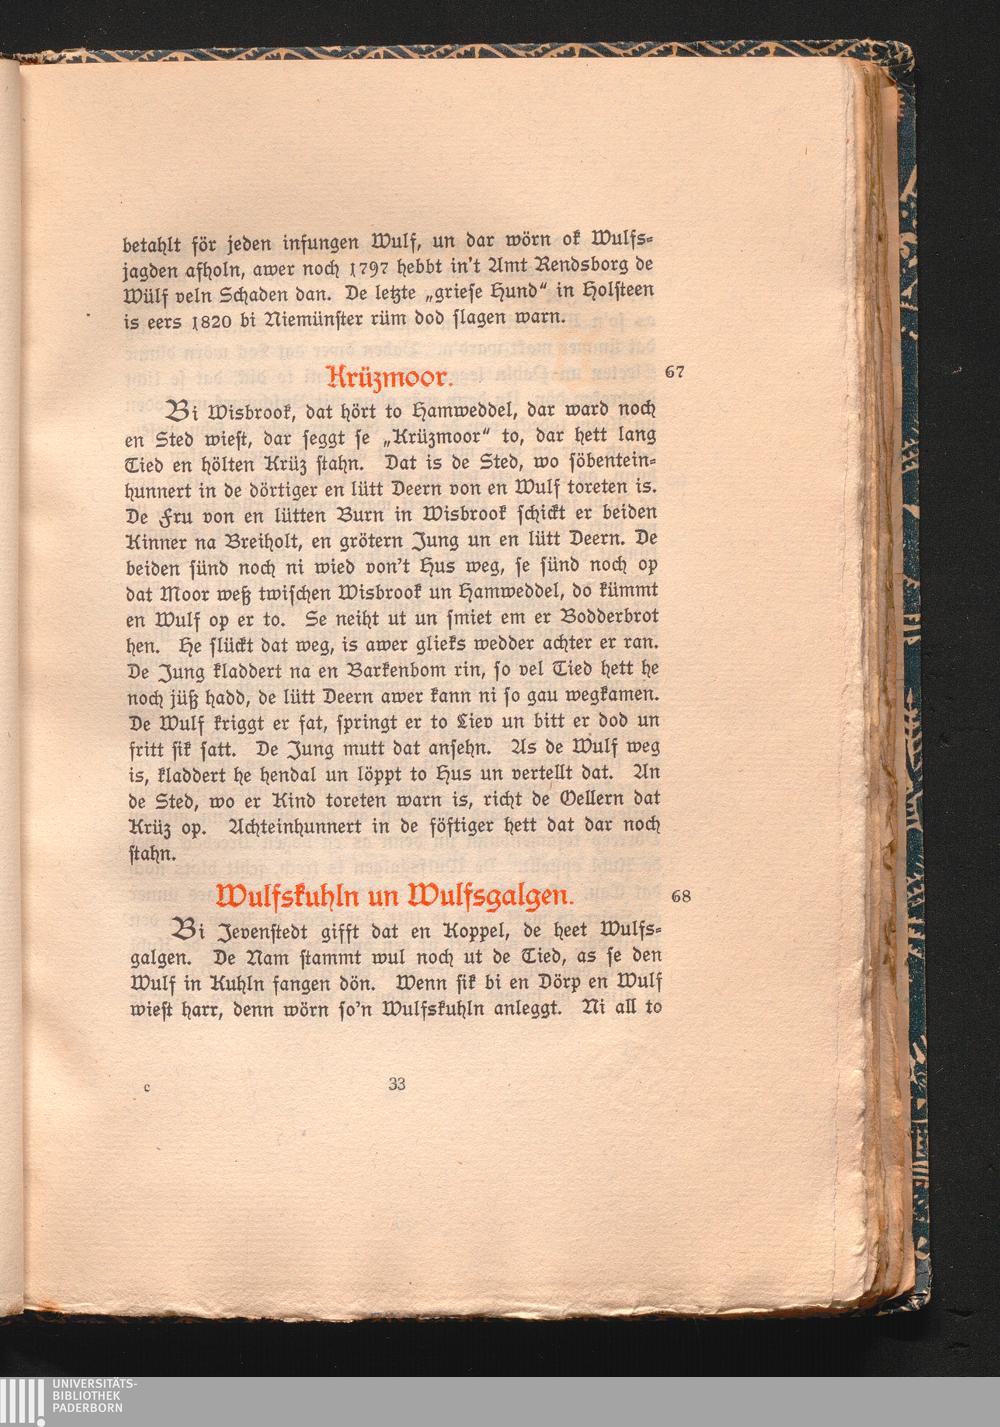 betahlt för jeden infungen Wulf, un dar wörn ok Wulfs-
jagden afholn, awer noch 1797 hebbt in't Amt Rendsborg de
Wülf veln Schaden dan. De letzte „griese Hund" in Holsteen
is eers 1820 bi Niemünster rüm dod slagen warn.
Krüzmoor. 67
Bi Wisbrook, dat hört to Hamweddel, dar ward noch
en Sted wiest, dar seggt se „Krüzmoor" to, dar hett lang
Tied en hölten Krüz stahn. Dat is de Sted, wo söbentein-
hunnert in de dörtiger en lütt Deern von en Wulf toreten is.
De Fru von en lütten Burn in Wisbrook schickt er beiden
Kinner na Breiholt, en grötern Jung un en lütt Deern. De
beiden sünd noch ni wied von't Hus weg, se sünd noch op
dat Moor weß twischen Wisbrook un Hamweddel, do kümmt
en Wulf op er to. Se neiht ut un smiet em er Bodderbrot
hen. He slückt dat weg, is awer glieks wedder achter er ran.
De Jung kladdert na en Barkenbom rin, so vel Tied hett he
noch jüß hadd, de lütt Deern awer kann ni so gau wegkamen.
De Wulf kriggt er fat, springt er to Liev un bitt er dod un
fritt sik satt. De Jung mutt dat ansehn. As de Wulf weg
is, kladdert he hendal un löppt to Hus un vertellt dat. An
de Sted, wo er Kind toreten warn is, richt de Oellern dat
Krüz op. Achteinhunnert in de föftiger hett dat dar noch
stahn.
Wulfskuhln un Wulfsgalgen. 68
Bi Jevenstedt gifft dat en Koppel, de heet Wulfs-
galgen. De Nam stammt wul noch ut de Tied, as se den
Wulf in Kuhln fangen dön. Wenn sik bi en Dörp en Wulf
wiest harr, denn wörn so'n Wulfskuhln anleggt. Ni all to
c 33
UNIVERSITÄTS-
BIBLIOTHEK
PADERBORN